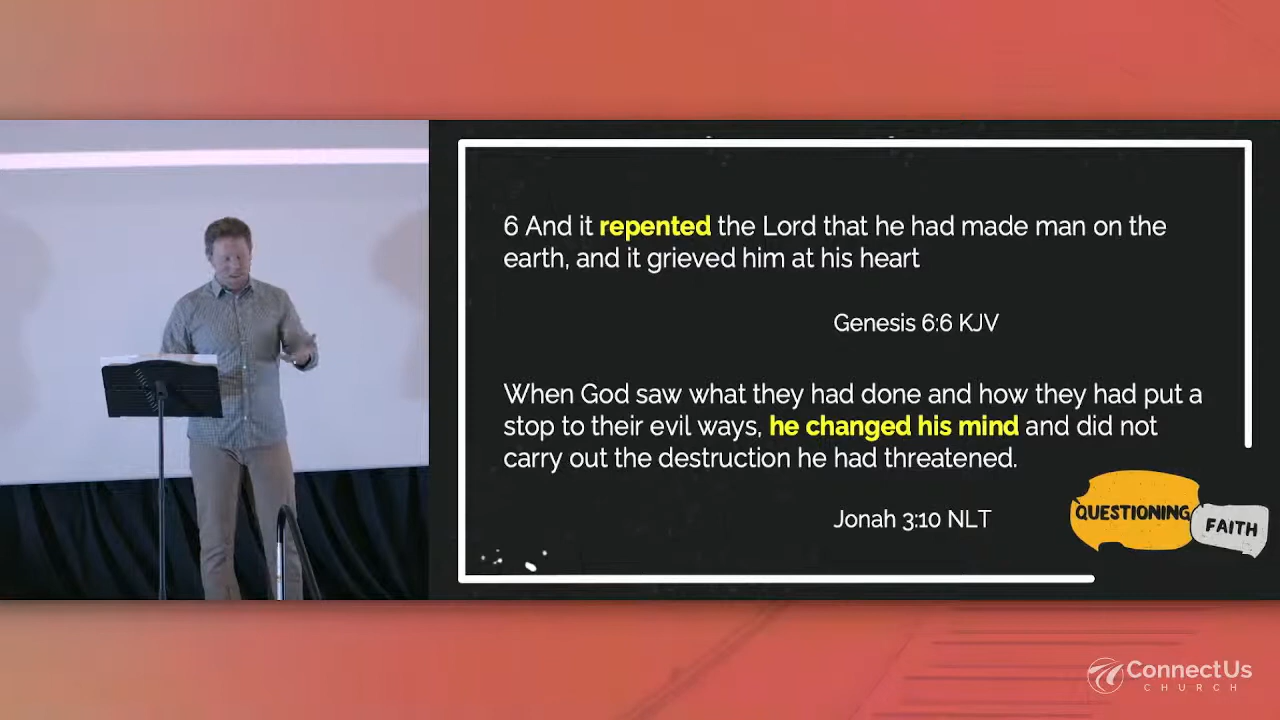 6 And it repented the Lord that he had made man on the
earth, and it grieved him at his heart
Genesis 6:6 KJV
When God saw what they had done and how they had put a
stop to their evil ways, he changed his mind and did not
carry out the destruction he had threatened.
Jonah 3:10 NLT
QUESTIONING
FAITH
ConnectUs
CHURCH